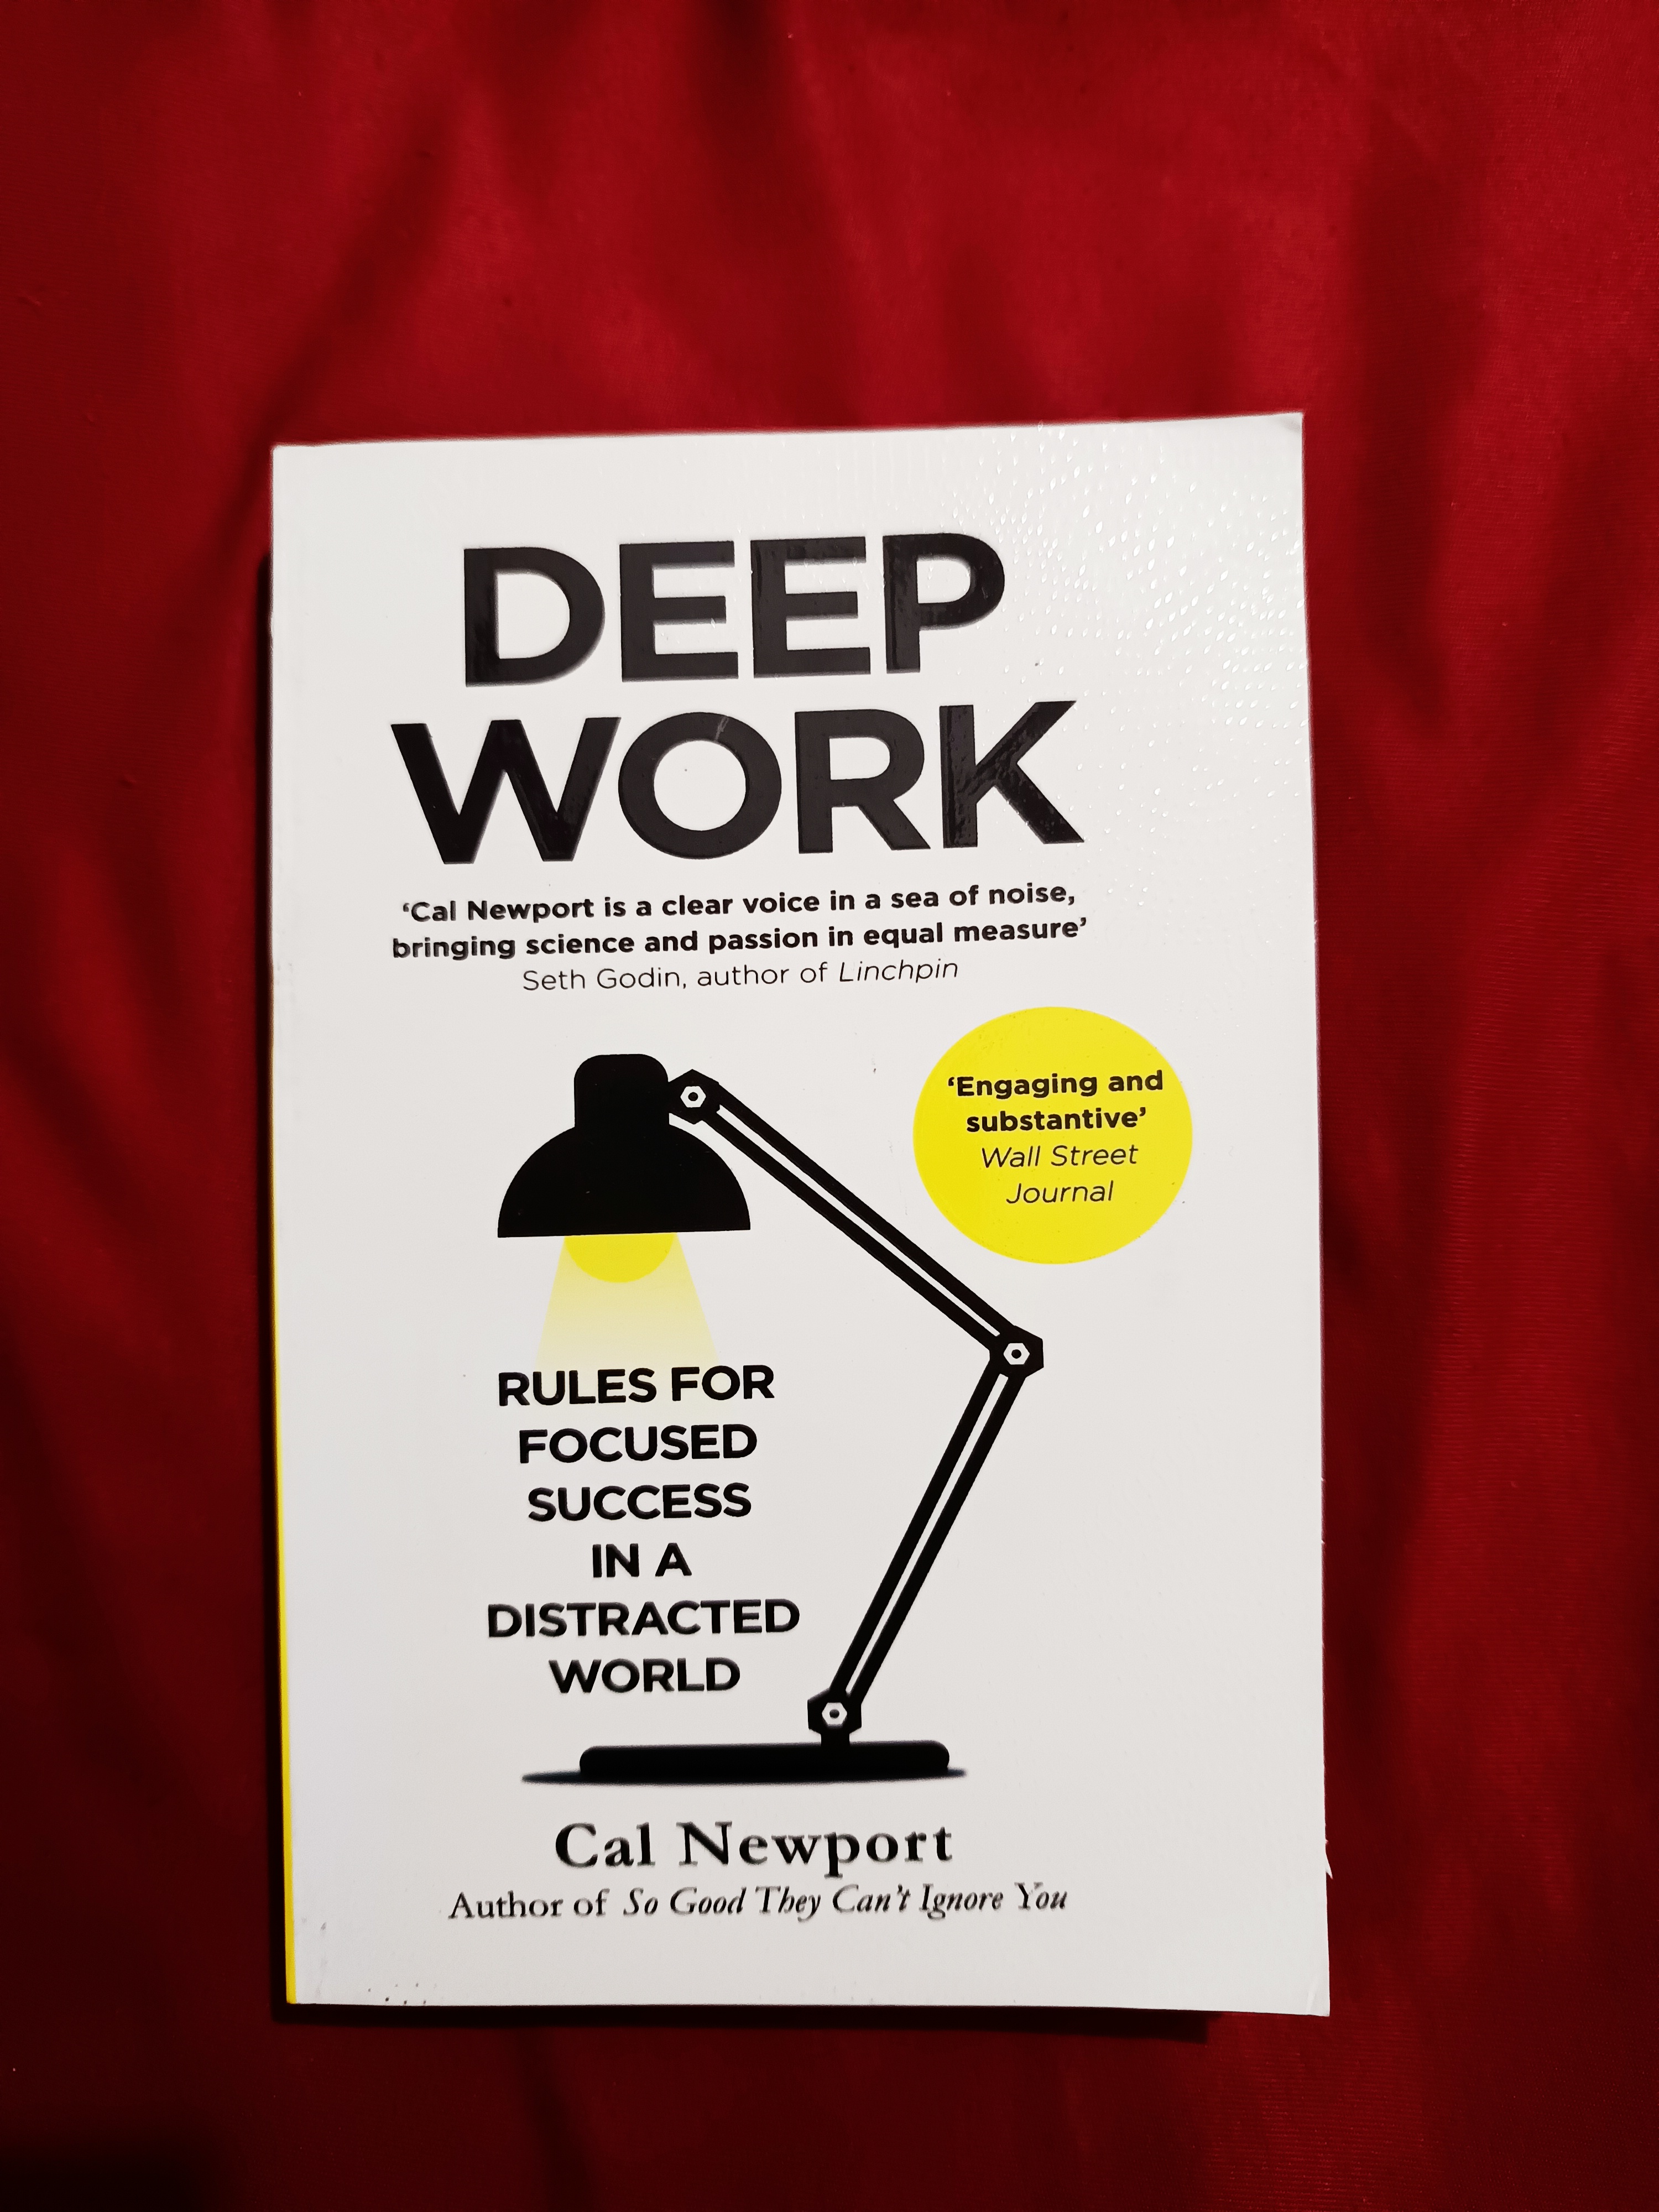 DEEP
WORK
‘Cal Newport is a clear voice in a sea of noise,
bringing science and passion in equal measure’
Seth Godin, author of Linchpin
‘Engaging and
substantive’
Wall Street
Journal
RULES FOR
FOCUSED
SUCCESS
IN A
DISTRACTED
WORLD
Cal Newport
Author of So Good They Can’t Ignore You